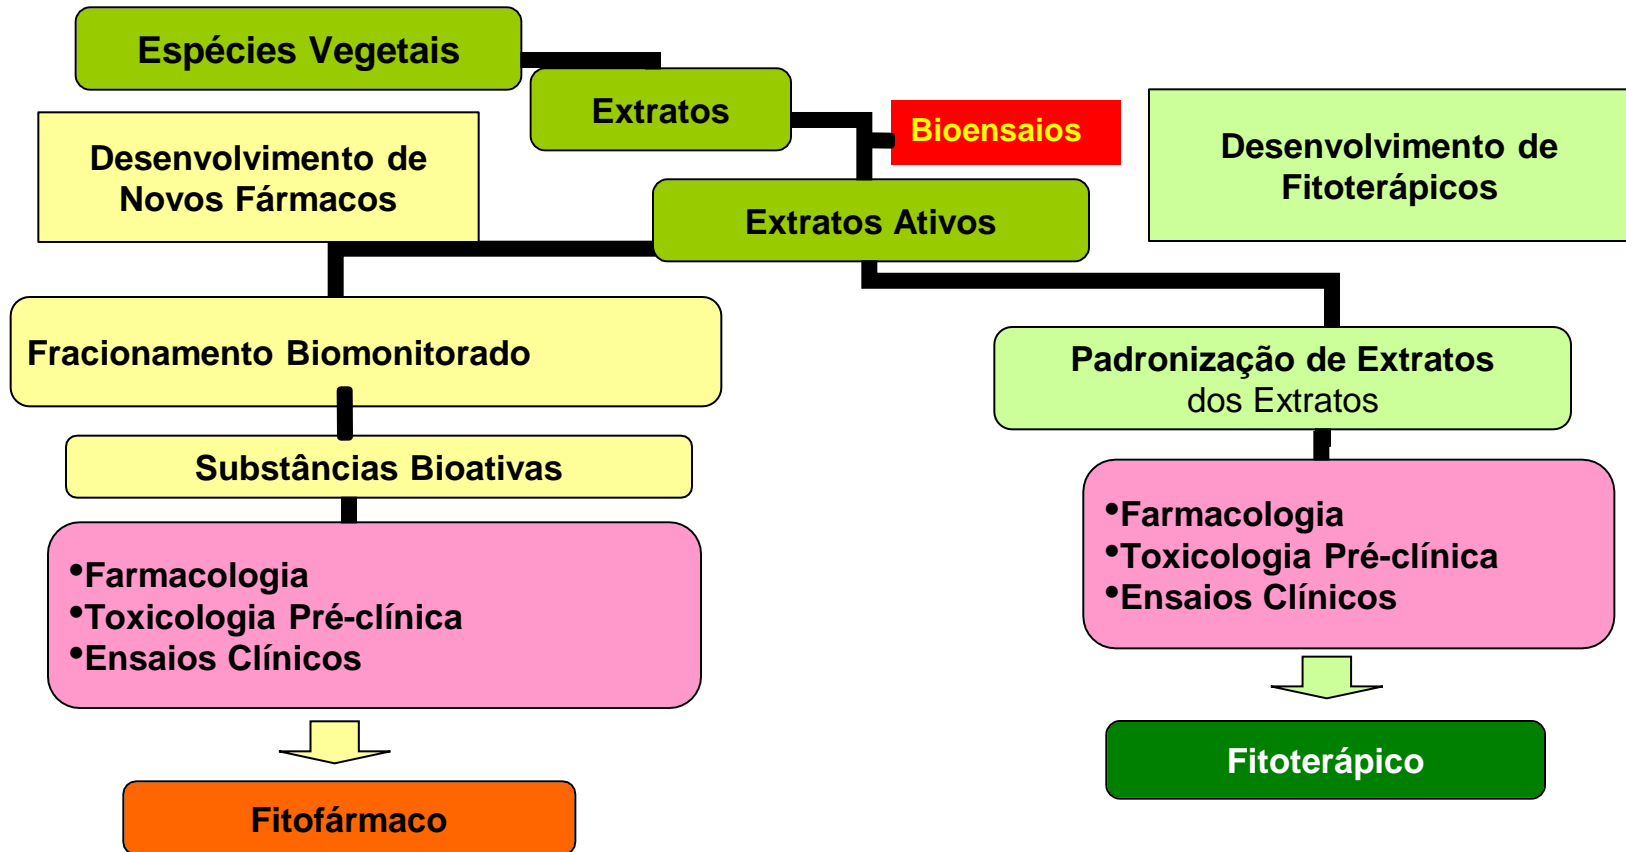 Espécies Vegetais
Extratos
Bioensaios
Desenvolvimento de
Novos Fármacos
Desenvolvimento de
Fitoterápicos
Extratos Ativos
Fracionamento Biomonitorado
Padronização de Extratos
dos Extratos
Substâncias Bioativas
•Farmacologia
•Toxicologia Pré-clínica
•Ensaios Clínicos
•Farmacologia
•Toxicologia Pré-clínica
•Ensaios Clínicos
Fitofármaco
Fitoterápico